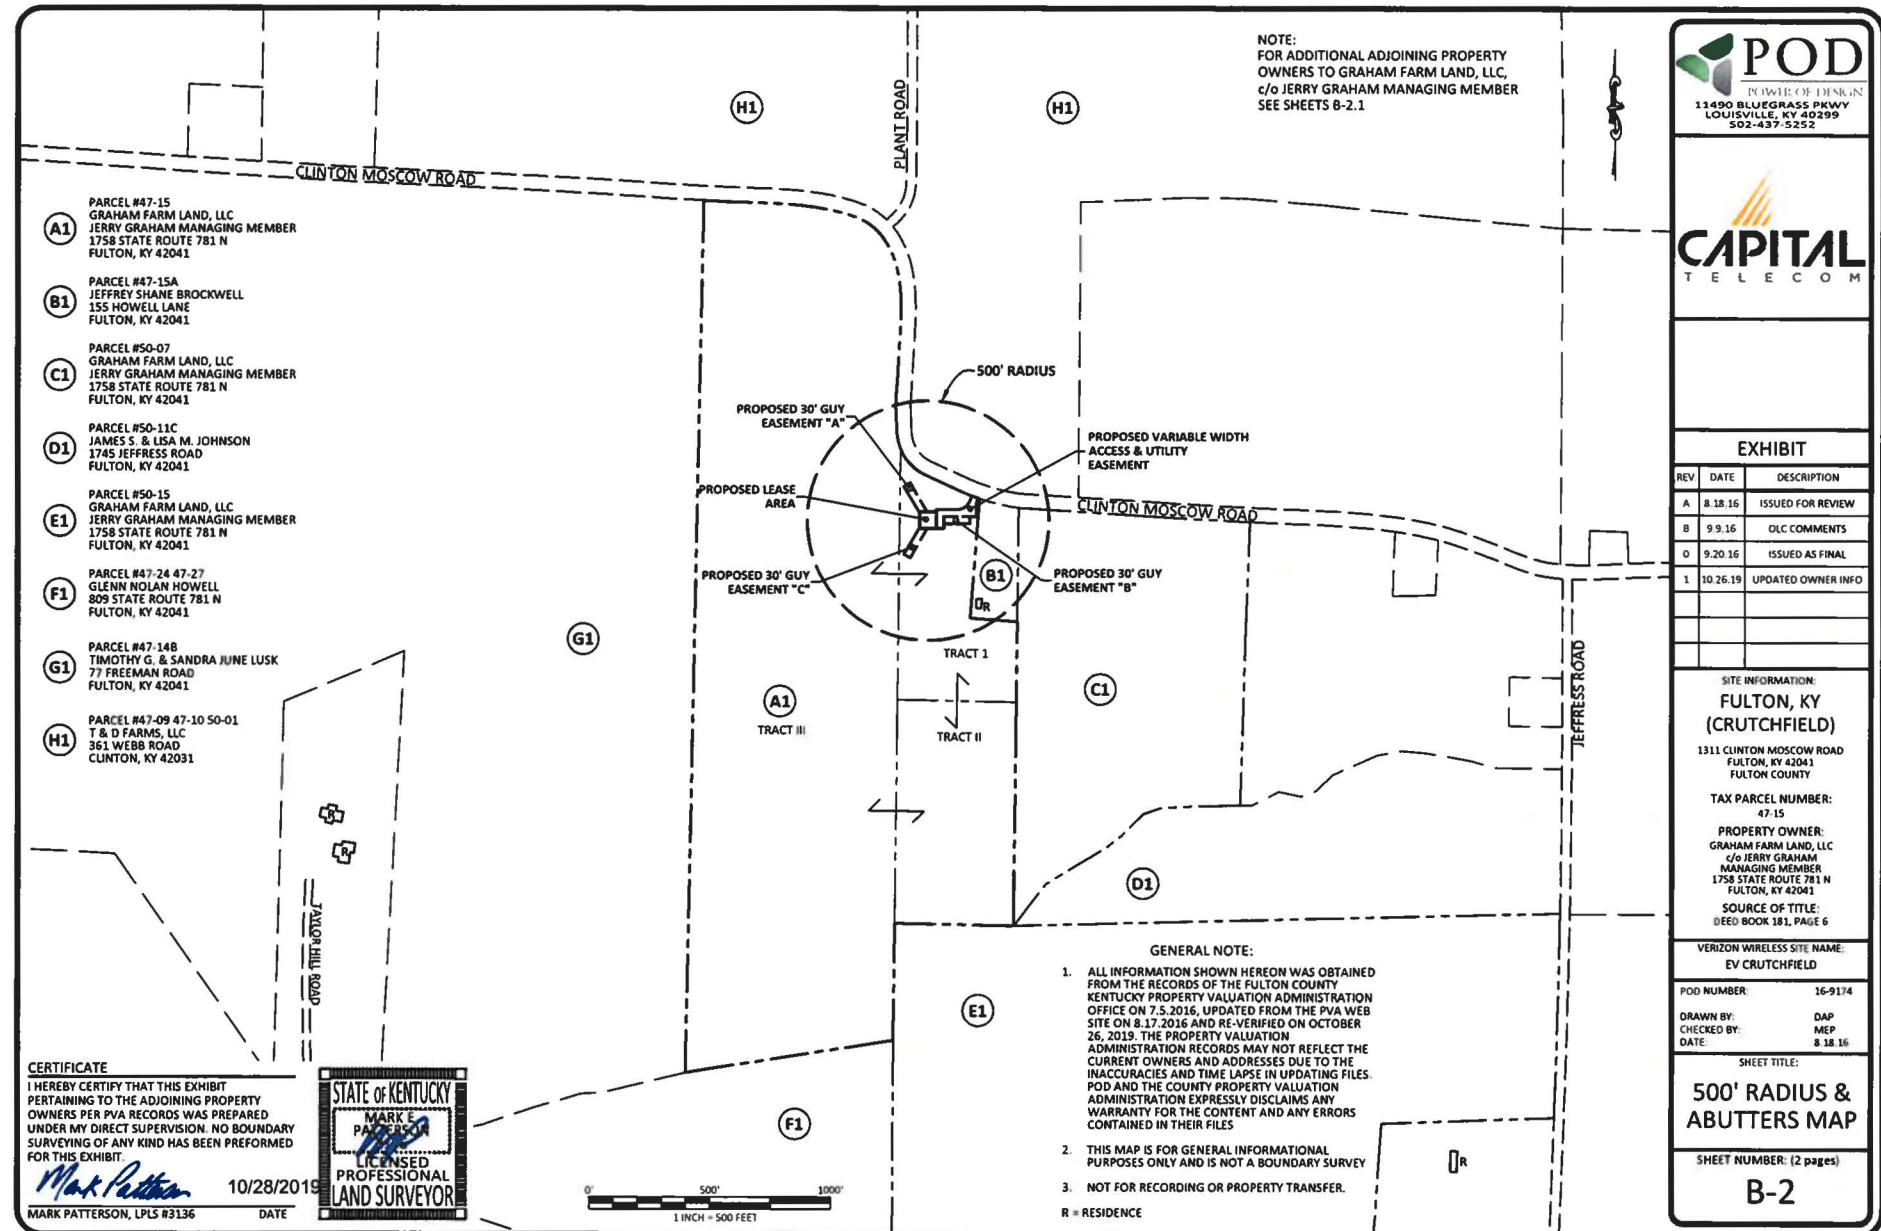 NOTE:
FOR ADDITIONAL ADJOINING PROPERTY
OWNERS TO GRAHAM FARM LAND, LLC,
c/o JERRY GRAHAM MANAGING MEMBER
SEE SHEETS B-2.1
H1
PLANT ROAD
H1
CLINTON MOSCOW ROAD
A1
PARCEL #47-15
GRAHAM FARM LAND, LLC
JERRY GRAHAM MANAGING MEMBER
1758 STATE ROUTE 781 N
FULTON, KY 42041
B1
PARCEL #47-15A
JEFFREY SHANE BROCKWELL
155 HOWELL LANE
FULTON, KY 42041
C1
PARCEL #50-07
GRAHAM FARM LAND, LLC
JERRY GRAHAM MANAGING MEMBER
1758 STATE ROUTE 781 N
FULTON, KY 42041
D1
PARCEL #50-11C
JAMES S. & LISA M. JOHNSON
1745 JEFFRESS ROAD
FULTON, KY 42041
E1
PARCEL #50-15
GRAHAM FARM LAND, LLC
JERRY GRAHAM MANAGING MEMBER
1758 STATE ROUTE 781 N
FULTON, KY 42041
F1
PARCEL #47-24 47-27
GLENN NOLAN HOWELL
809 STATE ROUTE 781 N
FULTON, KY 42041
G1
PARCEL #47-14B
TIMOTHY G. & SANDRA JUNE LUSK
77 FREEMAN ROAD
FULTON, KY 42041
H1
PARCEL #47-09 47-10 50-01
T & D FARMS, LLC
361 WEBB ROAD
CLINTON, KY 42031
500' RADIUS
PROPOSED 30' GUY
EASEMENT "A"
PROPOSED VARIABLE WIDTH
ACCESS & UTILITY
EASEMENT
PROPOSED LEASE
AREA
CLINTON MOSCOW ROAD
PROPOSED 30' GUY
EASEMENT "C"
B1
R
PROPOSED 30' GUY
EASEMENT "B"
G1
TRACT 1
A1
TRACT III
TRACT II
C1
JEFFRESS ROAD
R
R
TAYLOR HILL ROAD
D1
E1
F1
R
GENERAL NOTE:
1. ALL INFORMATION SHOWN HEREON WAS OBTAINED
FROM THE RECORDS OF THE FULTON COUNTY
KENTUCKY PROPERTY VALUATION ADMINISTRATION
OFFICE ON 7.5.2016, UPDATED FROM THE PVA WEB
SITE ON 8.17.2016 AND RE-VERIFIED ON OCTOBER
26, 2019. THE PROPERTY VALUATION
ADMINISTRATION RECORDS MAY NOT REFLECT THE
CURRENT OWNERS AND ADDRESSES DUE TO THE
INACCURACIES AND TIME LAPSE IN UPDATING FILES.
POD AND THE COUNTY PROPERTY VALUATION
ADMINISTRATION EXPRESSLY DISCLAIMS ANY
WARRANTY FOR THE CONTENT AND ANY ERRORS
CONTAINED IN THEIR FILES
2. THIS MAP IS FOR GENERAL INFORMATIONAL
PURPOSES ONLY AND IS NOT A BOUNDARY SURVEY
3. NOT FOR RECORDING OR PROPERTY TRANSFER.
R = RESIDENCE
CERTIFICATE
I HEREBY CERTIFY THAT THIS EXHIBIT
PERTAINING TO THE ADJOINING PROPERTY
OWNERS PER PVA RECORDS WAS PREPARED
UNDER MY DIRECT SUPERVISION. NO BOUNDARY
SURVEYING OF ANY KIND HAS BEEN PREFORMED
FOR THIS EXHIBIT.
Mark Patterson 10/28/2019
MARK PATTERSON, LPLS #3136 DATE
STATE OF KENTUCKY
MARK E.
PATTERSON
LICENSED
PROFESSIONAL
LAND SURVEYOR
0' 500' 1000'
1 INCH = 500 FEET
POD
POWER OF DESIGN
11490 BLUEGRASS PKWY
LOUISVILLE, KY 40299
502-437-5252
CAPITAL
TELECOM
EXHIBIT
REV. DATE DESCRIPTION
A 8.18.16 ISSUED FOR REVIEW
B 9.9.16 OLC COMMENTS
0 9.20.16 ISSUED AS FINAL
1 10.26.19 UPDATED OWNER INFO
SITE INFORMATION:
FULTON, KY
(CRUTCHFIELD)
1311 CLINTON MOSCOW ROAD
FULTON, KY 42041
FULTON COUNTY
TAX PARCEL NUMBER:
47-15
PROPERTY OWNER:
GRAHAM FARM LAND, LLC
c/o JERRY GRAHAM
MANAGING MEMBER
1758 STATE ROUTE 781 N
FULTON, KY 42041
SOURCE OF TITLE:
DEED BOOK 181, PAGE 6
VERIZON WIRELESS SITE NAME:
EV CRUTCHFIELD
POD NUMBER: 16-9174
DRAWN BY: DAP
CHECKED BY: MEP
DATE: 8.18.16
SHEET TITLE:
500' RADIUS &
ABUTTERS MAP
SHEET NUMBER: (2 pages)
B-2